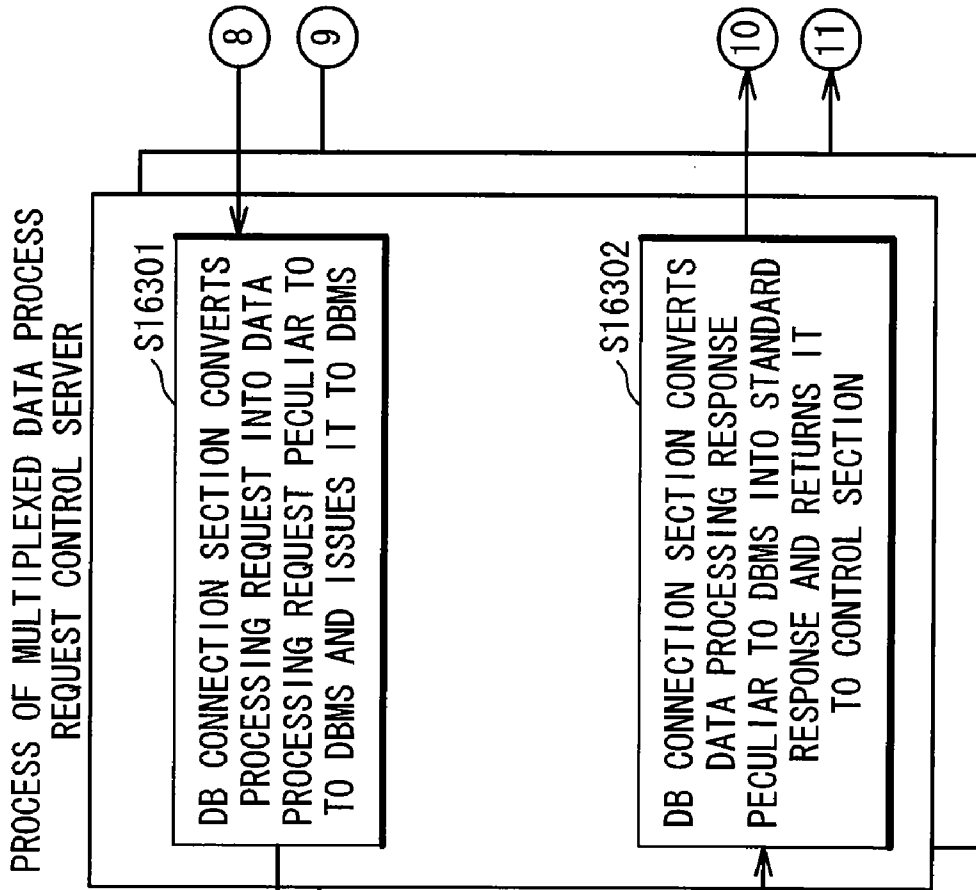 PROCESS OF MULTIPLEXED DATA PROCESS
REQUEST CONTROL SERVER
S16301
DB CONNECTION SECTION CONVERTS
PROCESSING REQUEST INTO DATA
PROCESSING REQUEST PECULIAR TO
TO DBMS AND ISSUES IT TO DBMS
8
9
S16302
DB CONNECTION SECTION CONVERTS
DATA PROCESSING RESPONSE
PECULIAR TO DBMS INTO STANDARD
RESPONSE AND RETURNS IT
TO CONTROL SECTION
10
11